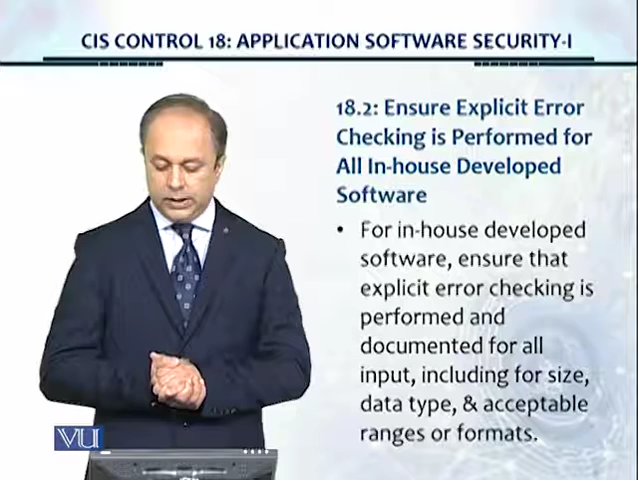 CIS CONTROL 18: APPLICATION SOFTWARE SECURITY-I
18.2: Ensure Explicit Error
Checking is Performed for
All In-house Developed
Software
• For in-house developed
software, ensure that
explicit error checking is
performed and
documented for all
input, including for size,
data type, & acceptable
ranges or formats.
VU